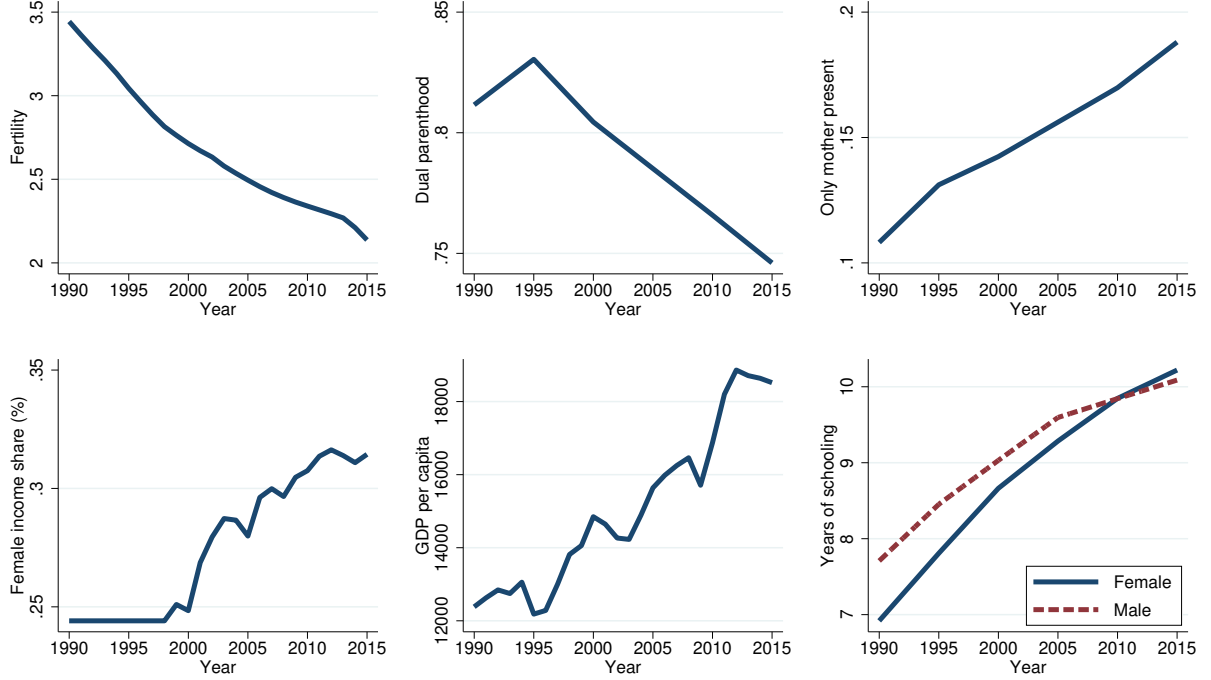 Fertility
3.5
3
2.5
2
1990 1995 2000 2005 2010 2015
Year
Dual parenthood
.85
.8
.75
1990 1995 2000 2005 2010 2015
Year
Only mother present
.2
.15
.1
1990 1995 2000 2005 2010 2015
Year
Female income share (%)
.35
.3
.25
1990 1995 2000 2005 2010 2015
Year
GDP per capita
18000
16000
14000
12000
1990 1995 2000 2005 2010 2015
Year
Years of schooling
10
9
8
7
Female
Male
1990 1995 2000 2005 2010 2015
Year